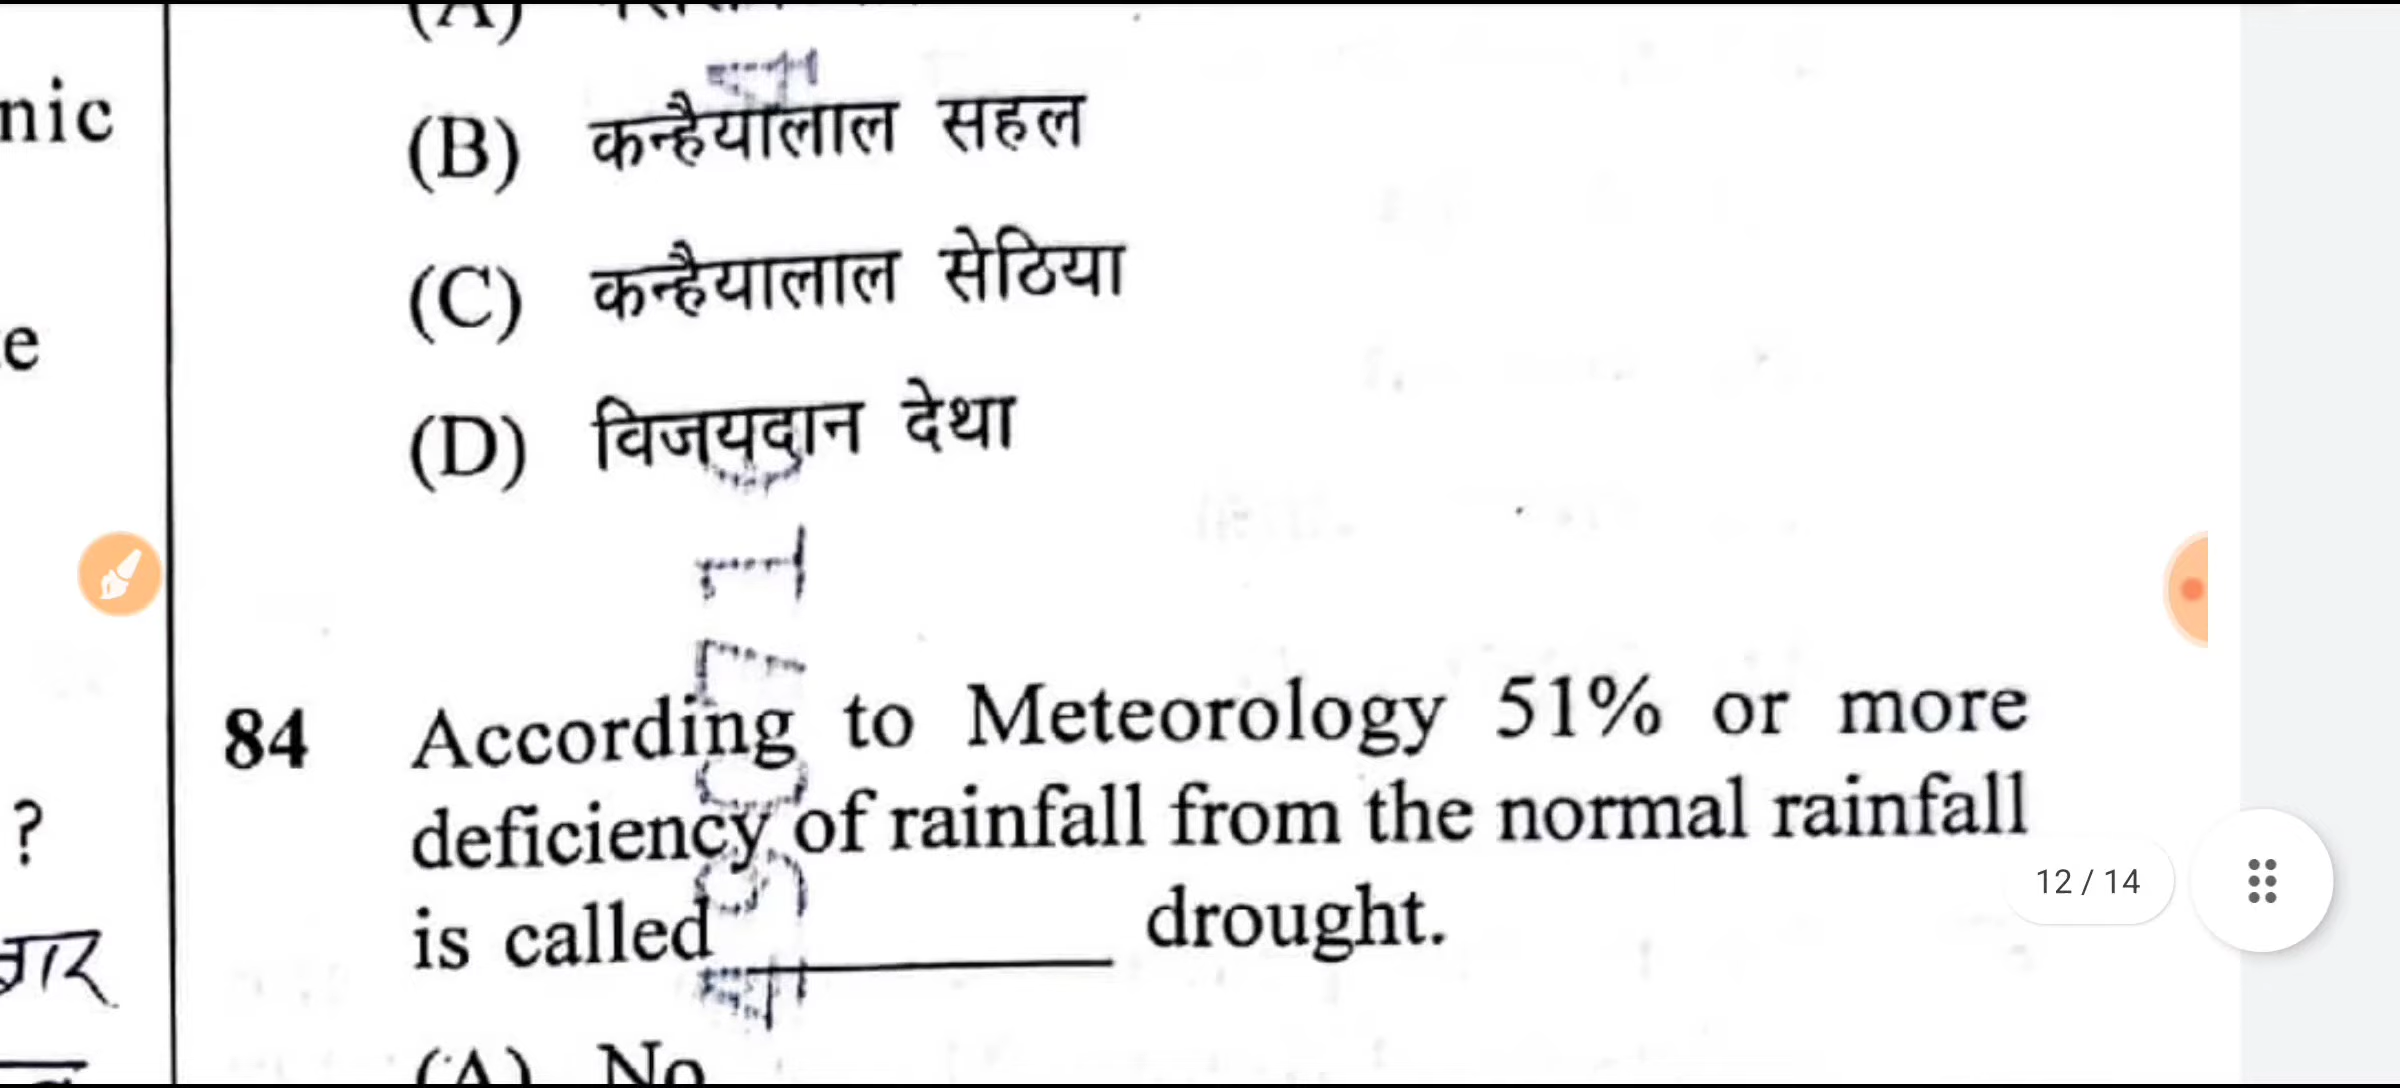 nic
e
?
(A)
(B) कन्हैयालाल सहल
(C) कन्हैयालाल सेठिया
(D) विजयदान देथा
84 According to Meteorology 51% or more
deficiency of rainfall from the normal rainfall
is called ________ drought.
(A) No
12 / 14